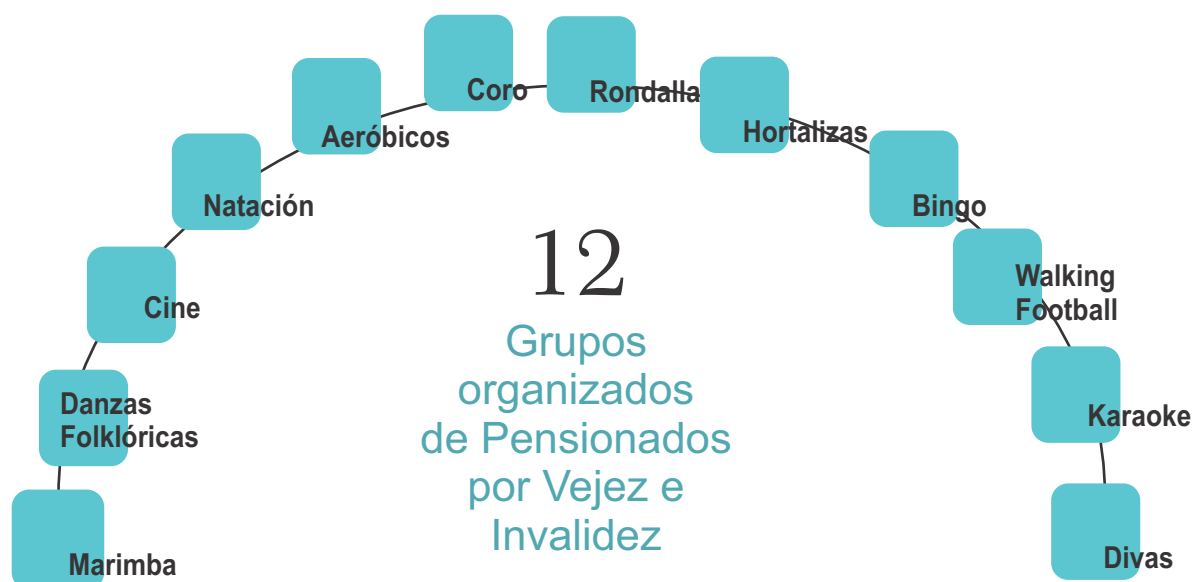 Coro
Rondalla
Aeróbicos
Hortalizas
Natación
Bingo
Cine
Walking
Football
Danzas
Folklóricas
Karaoke
Marimba
Divas
12
Grupos
organizados
de Pensionados
por Vejez e
Invalidez